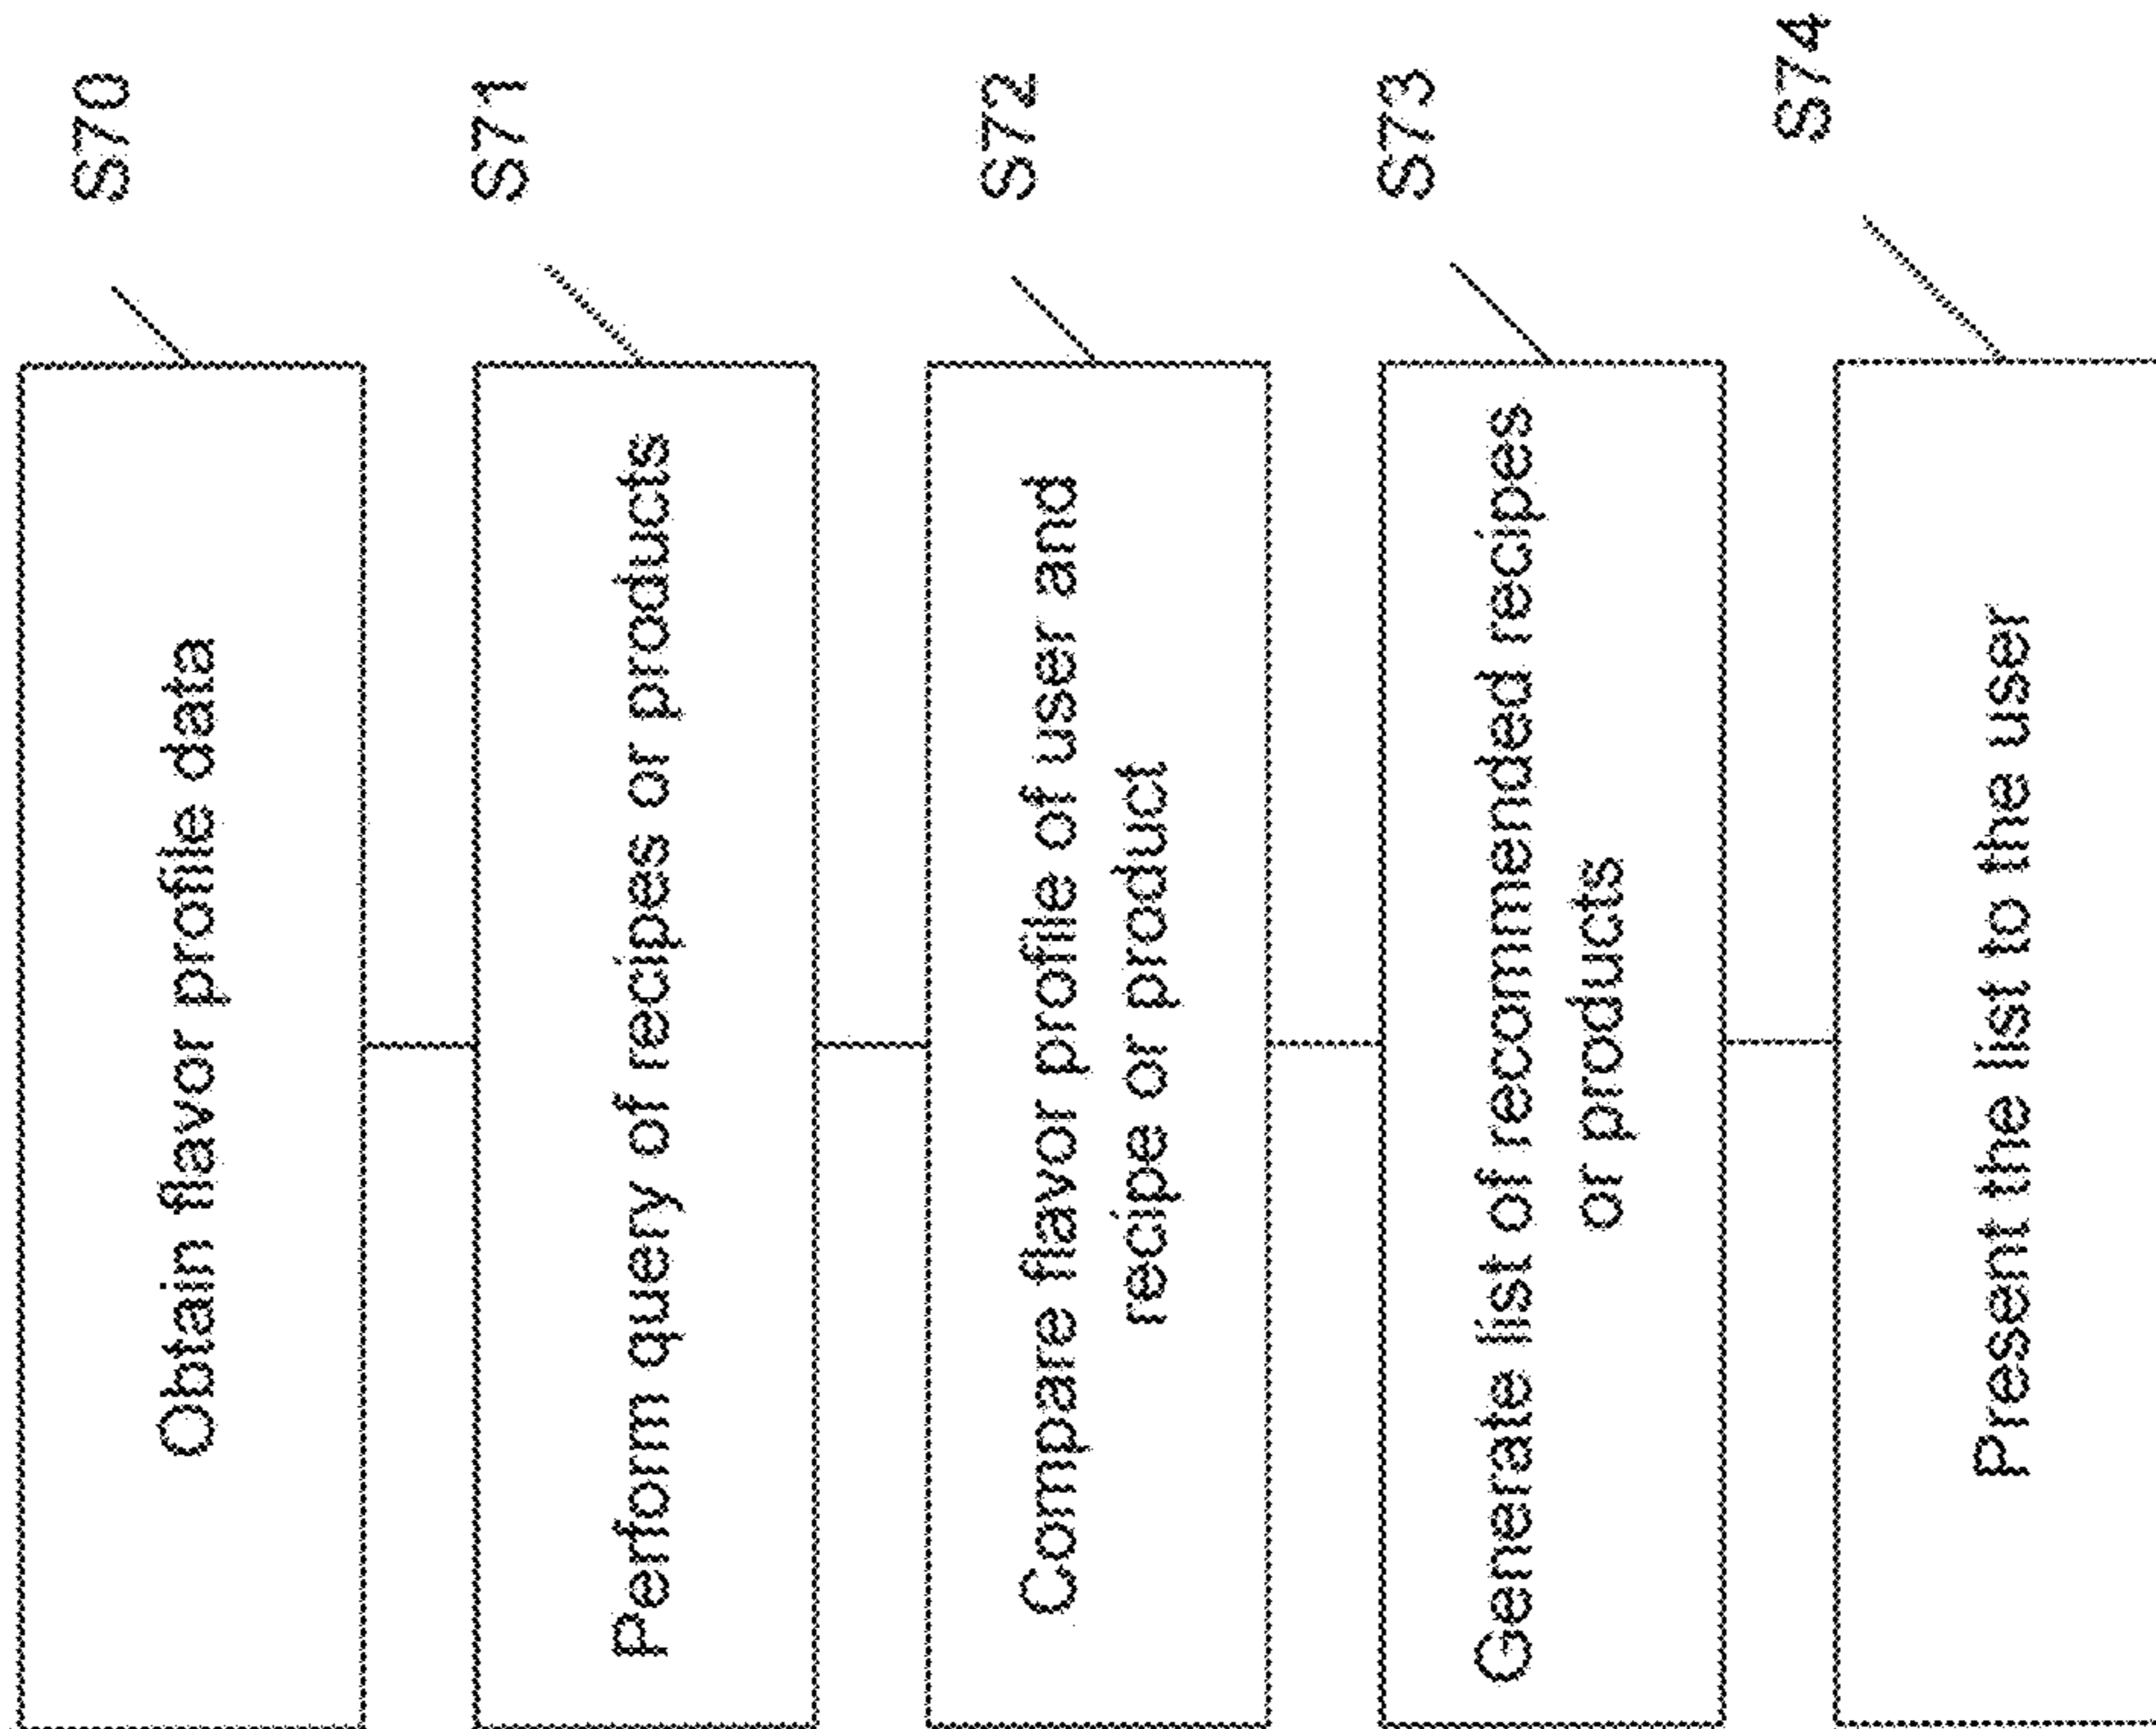 S70
Obtain flavor profile data
S71
Perform query of recipes or products
S72
Compare flavor profile of user and
recipe or product
S73
Generate list of recommended recipes
or products
S74
Present the list to the user